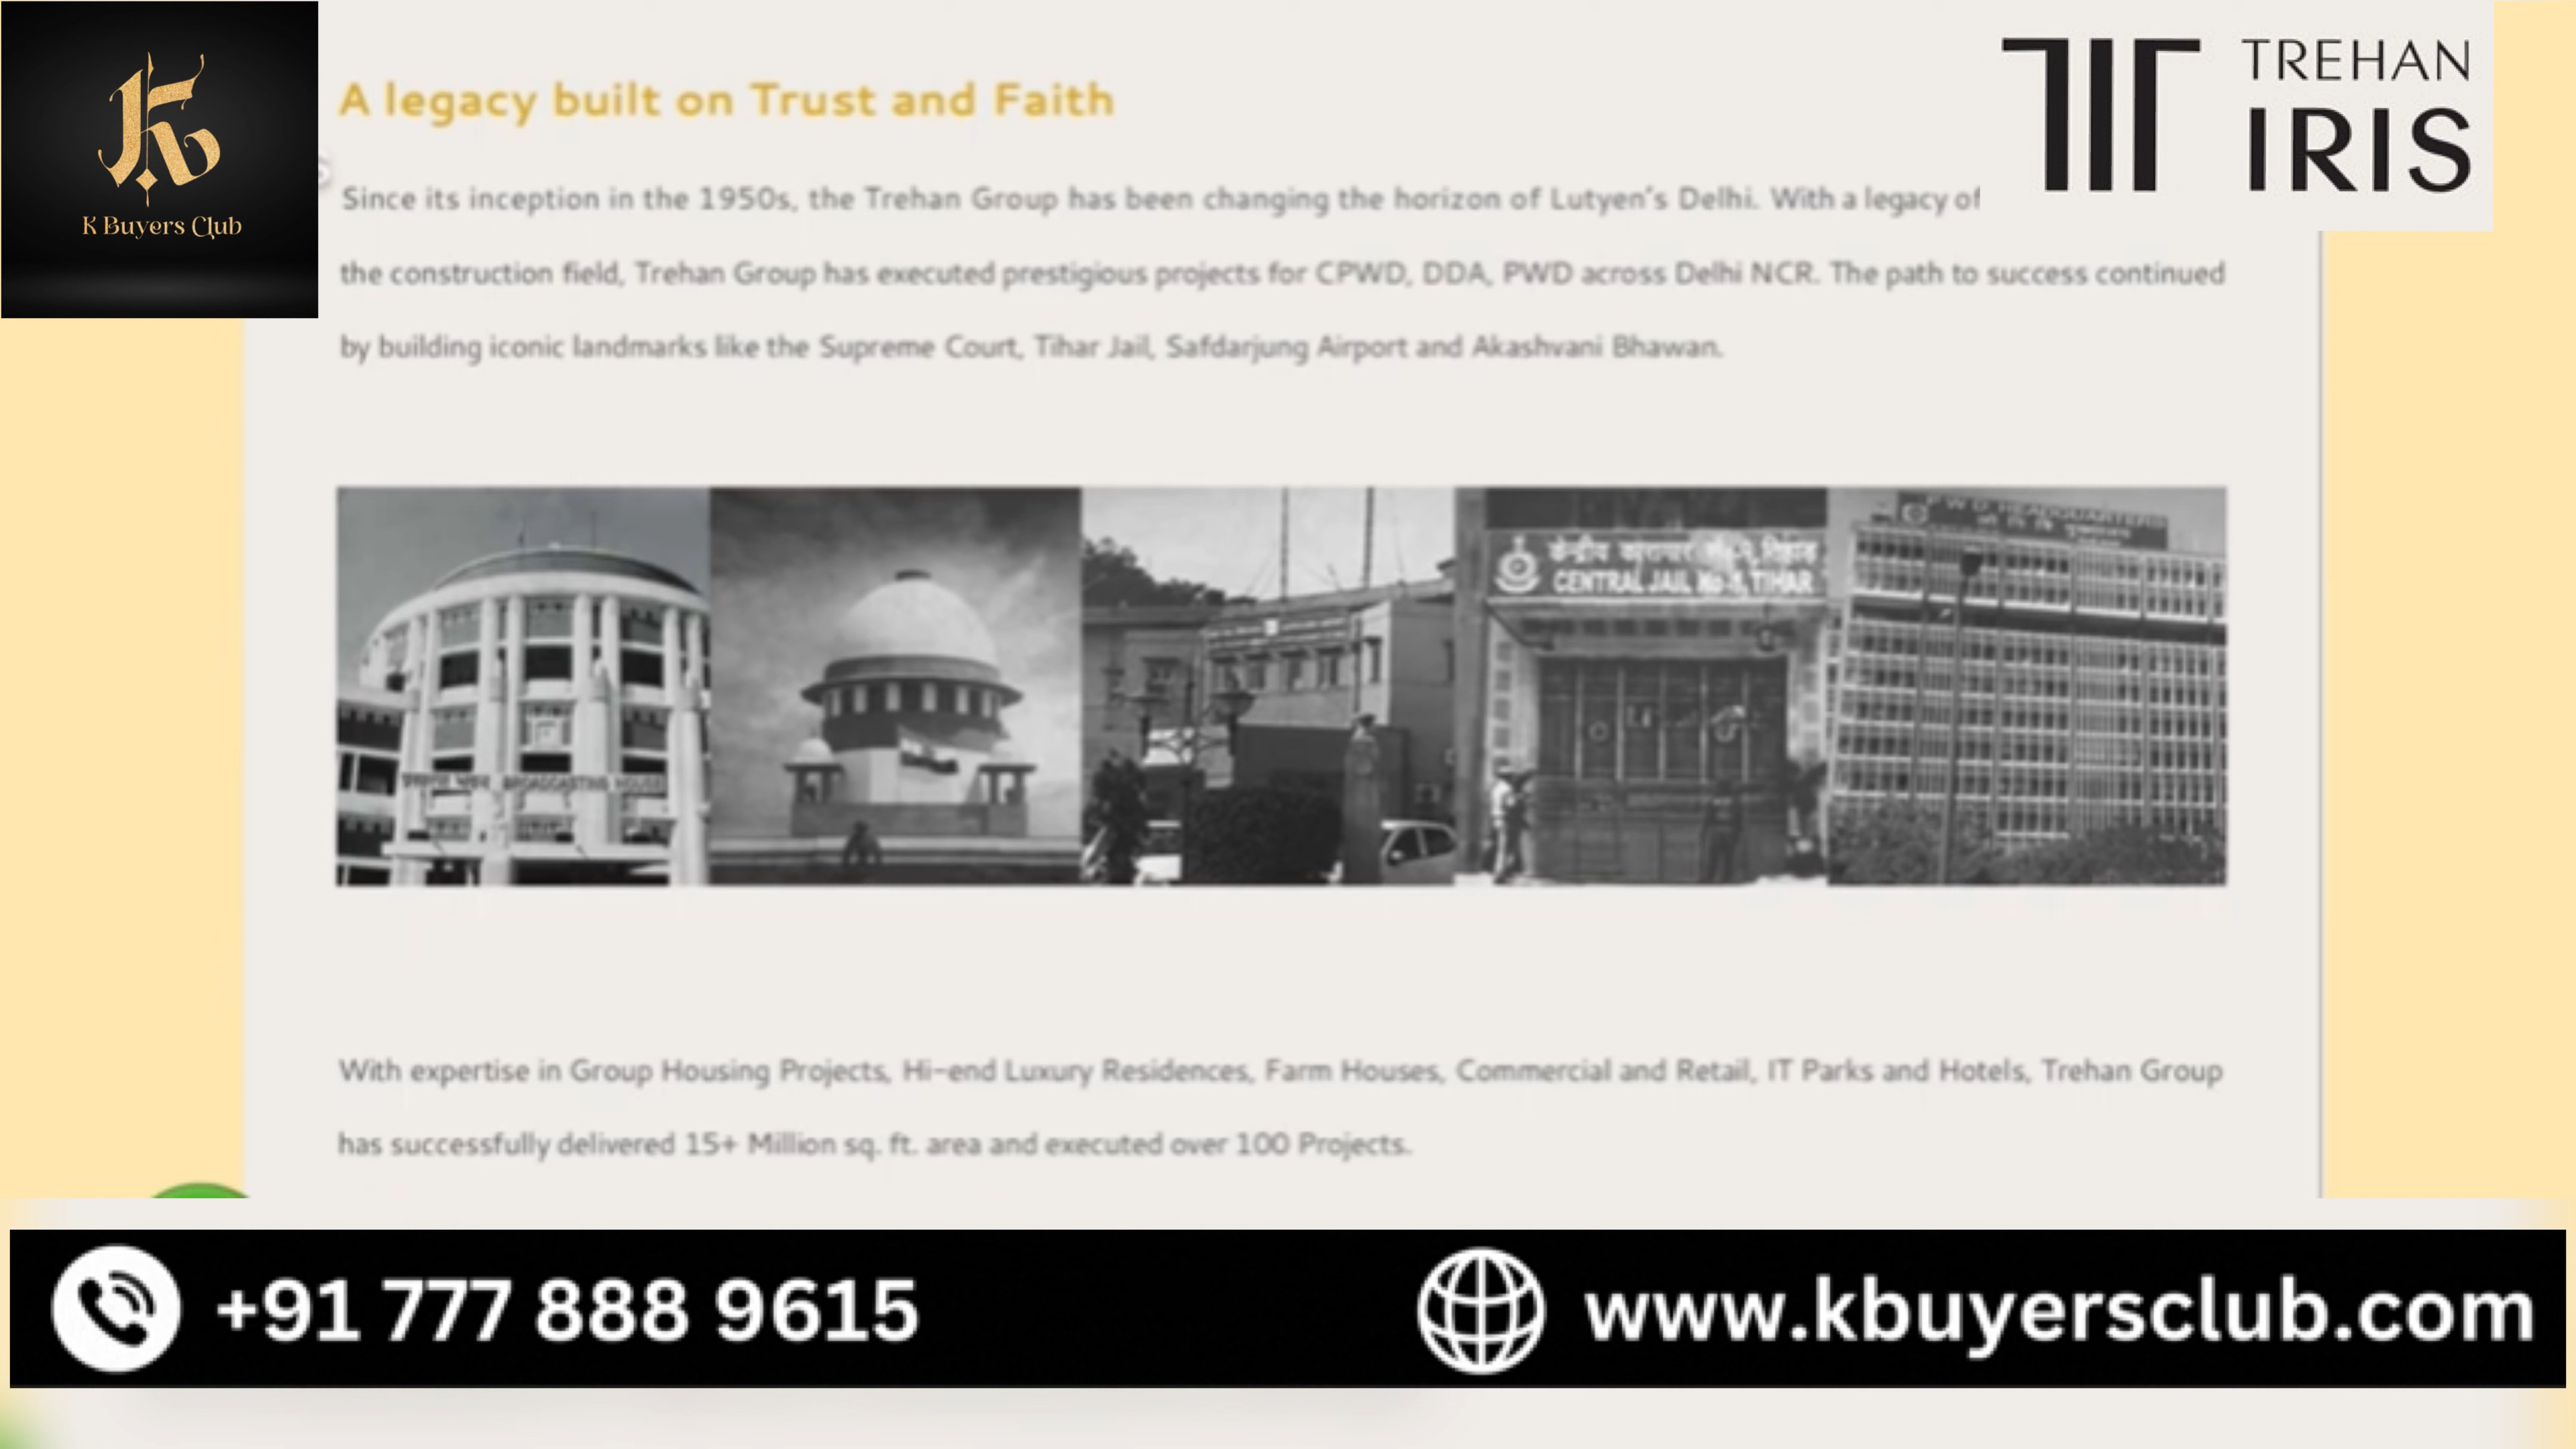 K Buyers Club
TREHAN
IRIS
A legacy built on Trust and Faith
Since its inception in the 1950s, the Trehan Group has been changing the horizon of Lutyen's Delhi. With a legacy of
the construction field, Trehan Group has executed prestigious projects for CPWD, DDA, PWD across Delhi NCR. The path to success continued
by building iconic landmarks like the Supreme Court, Tihar Jail, Safdarjung Airport and Akashvani Bhawan.
BROADCASTING HOUSE
केन्द्रीय कारागार
CENTRAL JAIL No TIHAR
P.W.D. HEADQUARTERS
With expertise in Group Housing Projects, Hi-end Luxury Residences, Farm Houses, Commercial and Retail, IT Parks and Hotels, Trehan Group
has successfully delivered 15+ Million sq. ft. area and executed over 100 Projects.
+91 777 888 9615
www.kbuyersclub.com